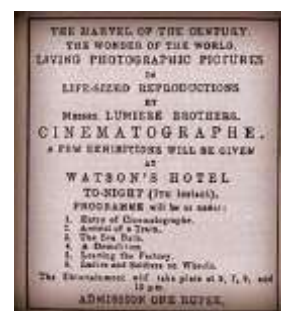 THE MARVEL OF THE CENTURY.
THE WONDER OF THE WORLD.
LIVING PHOTOGRAPHIC PICTURES
IN
LIFE-SIZED REPRODUCTIONS
BY
Messrs. LUMIERE BROTHERS.
CINEMATOGRAPHE.
A FEW EXHIBITIONS WILL BE GIVEN
AT
WATSON'S HOTEL
TO-NIGHT (7TH instant).
PROGRAMME will be as under:
1. Entry of Cinematographe.
2. Arrival of a Train.
3. The Sea Bath.
4. A Demolition.
5. Leaving the Factory.
6. Ladies and Soldiers on Wheels.
The Entertainment will take place at 6, 7, 9, and
10 p.m.
ADMISSION ONE RUPEE.